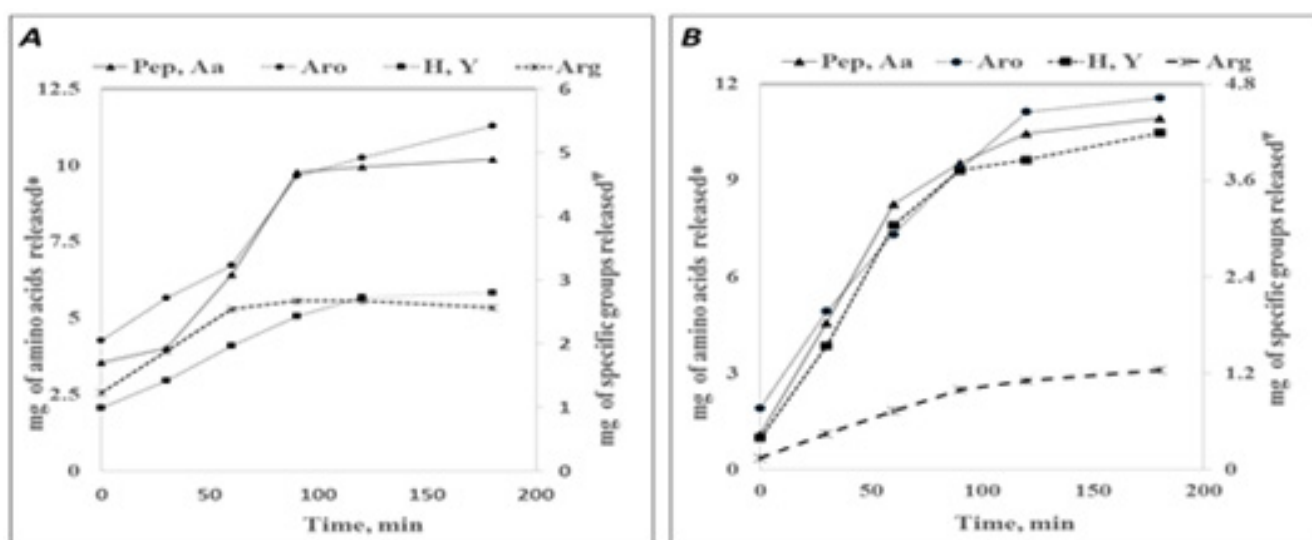 A
Pep, Aa Aro H, Y Arg
12.5
10
7.5
5
2.5
0
mg of amino acids released*
6
5
4
3
2
1
0
mg of specific groups released₸
0 50 100 150 200
Time, min
B
Pep, Aa Aro H, Y Arg
12
9
6
3
0
mg of amino acids released*
4.8
3.6
2.4
1.2
0
mg of specific groups released₸
0 50 100 150 200
Time, min